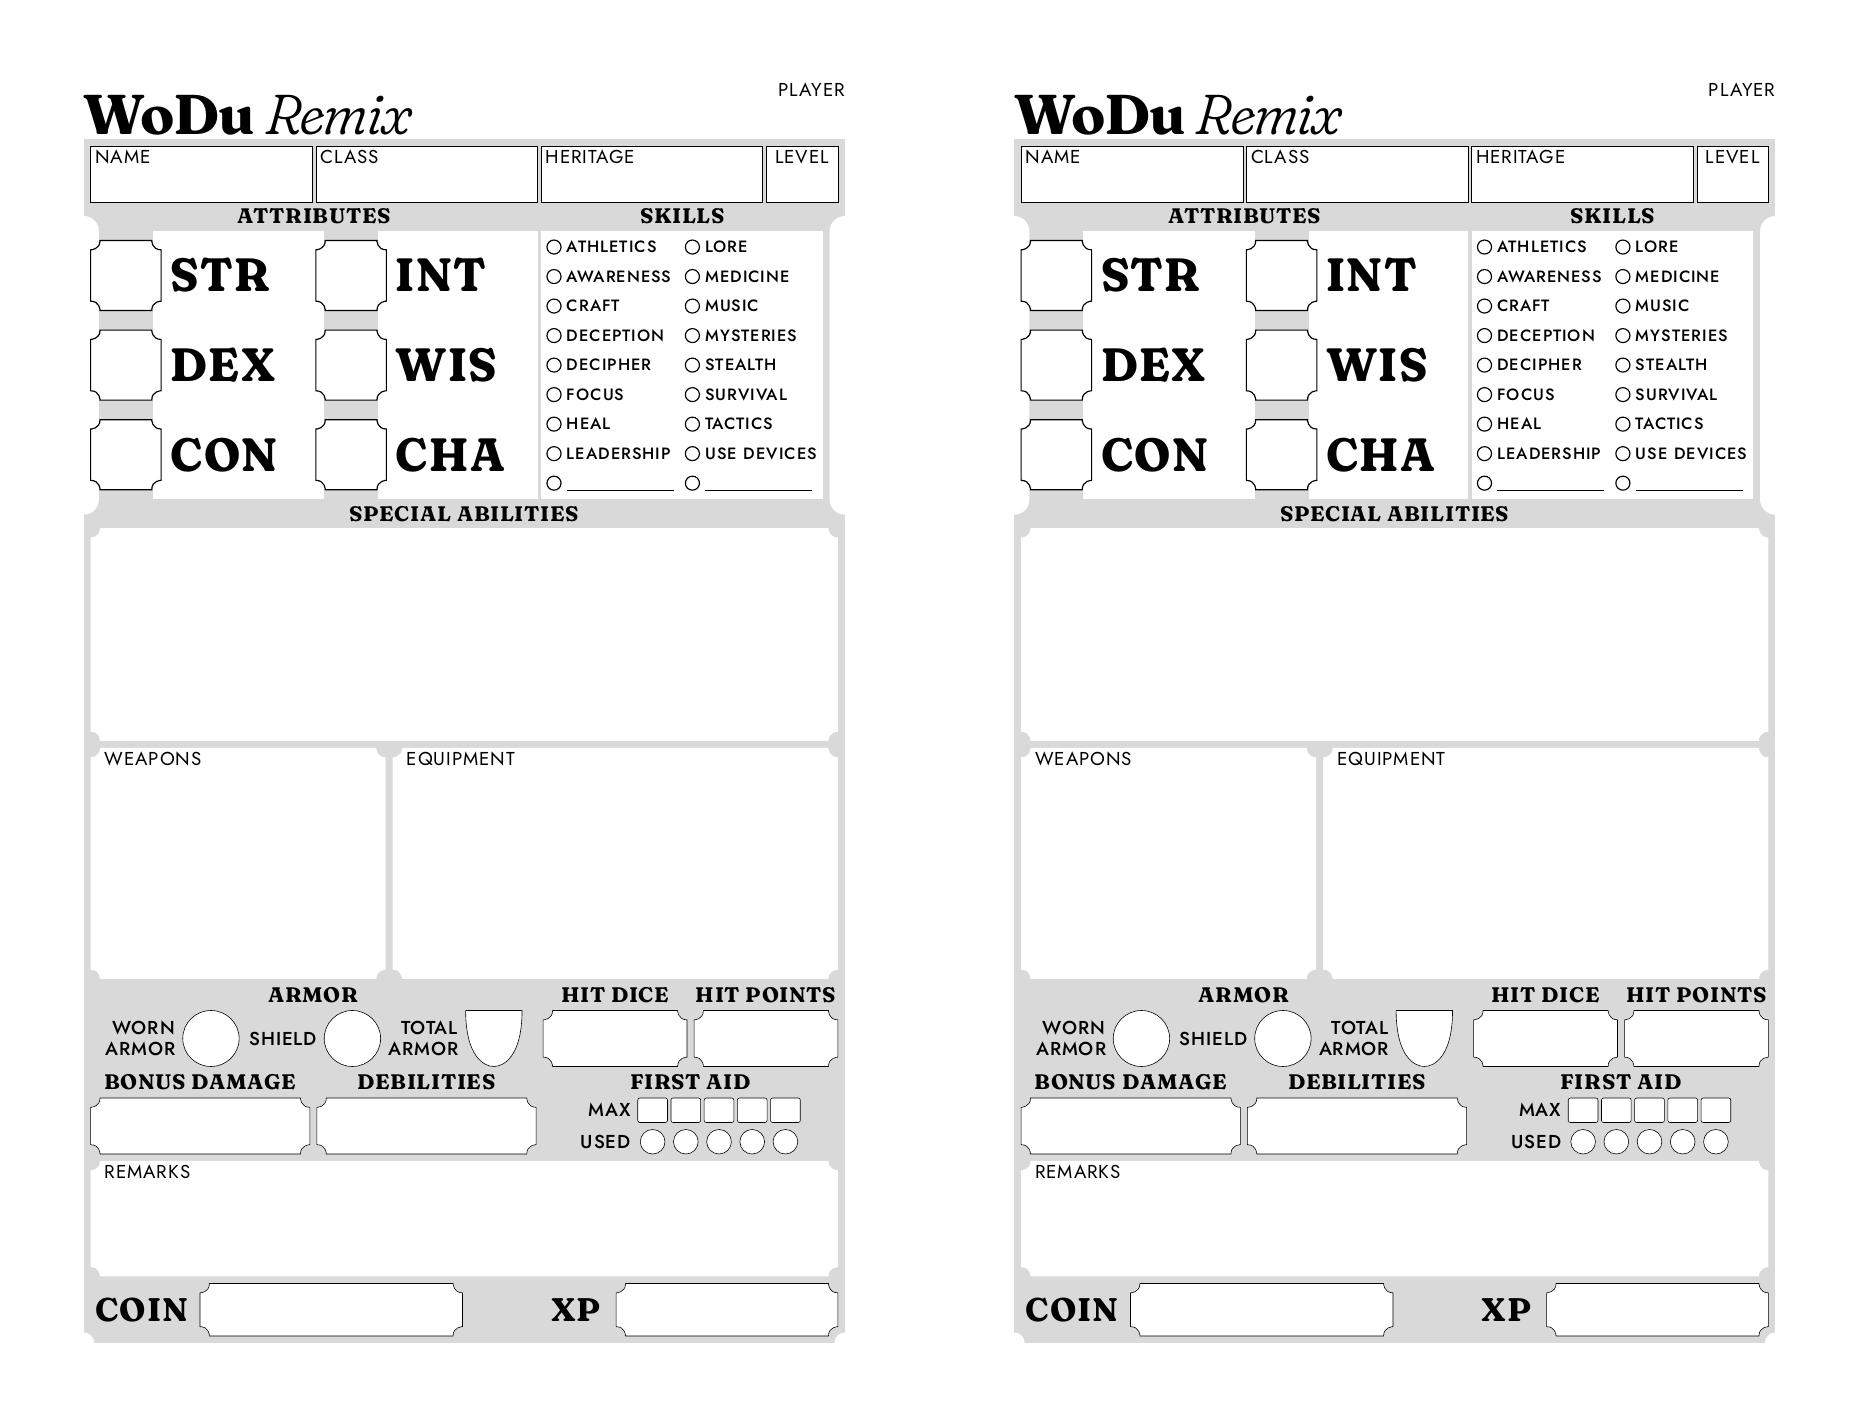 PLAYER
WoDu Remix
NAME CLASS HERITAGE LEVEL
ATTRIBUTES SKILLS
STR INT
DEX WIS
CON CHA
ATHLETICS LORE
AWARENESS MEDICINE
CRAFT MUSIC
DECEPTION MYSTERIES
DECIPHER STEALTH
FOCUS SURVIVAL
HEAL TACTICS
LEADERSHIP USE DEVICES
SPECIAL ABILITIES
WEAPONS EQUIPMENT
ARMOR HIT DICE HIT POINTS
WORN ARMOR SHIELD TOTAL ARMOR
BONUS DAMAGE DEBILITIES FIRST AID
MAX
USED
REMARKS
COIN XP
PLAYER
WoDu Remix
NAME CLASS HERITAGE LEVEL
ATTRIBUTES SKILLS
STR INT
DEX WIS
CON CHA
ATHLETICS LORE
AWARENESS MEDICINE
CRAFT MUSIC
DECEPTION MYSTERIES
DECIPHER STEALTH
FOCUS SURVIVAL
HEAL TACTICS
LEADERSHIP USE DEVICES
SPECIAL ABILITIES
WEAPONS EQUIPMENT
ARMOR HIT DICE HIT POINTS
WORN ARMOR SHIELD TOTAL ARMOR
BONUS DAMAGE DEBILITIES FIRST AID
MAX
USED
REMARKS
COIN XP